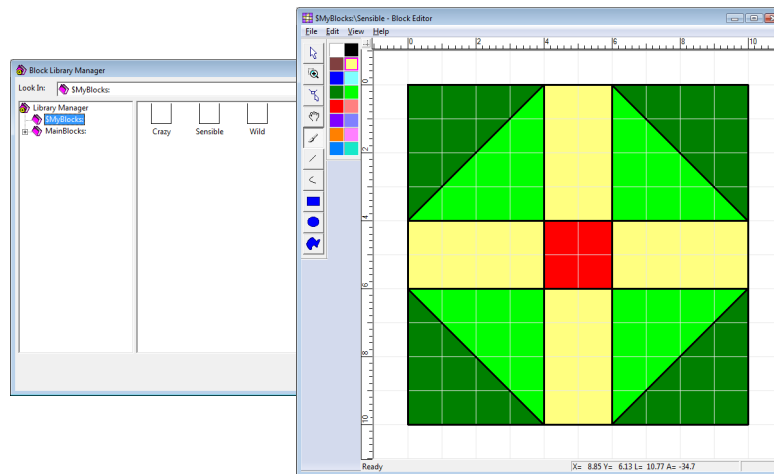 $MyBlocks:\Sensible - Block Editor
File Edit View Help
0 2 4 6 8 10
0
2
4
6
8
10
Ready
X= 8.85 Y= 6.13 L= 10.77 A= -34.7
Block Library Manager
Look In: $MyBlocks:
Library Manager
$MyBlocks:
MainBlocks:
Crazy Sensible Wild